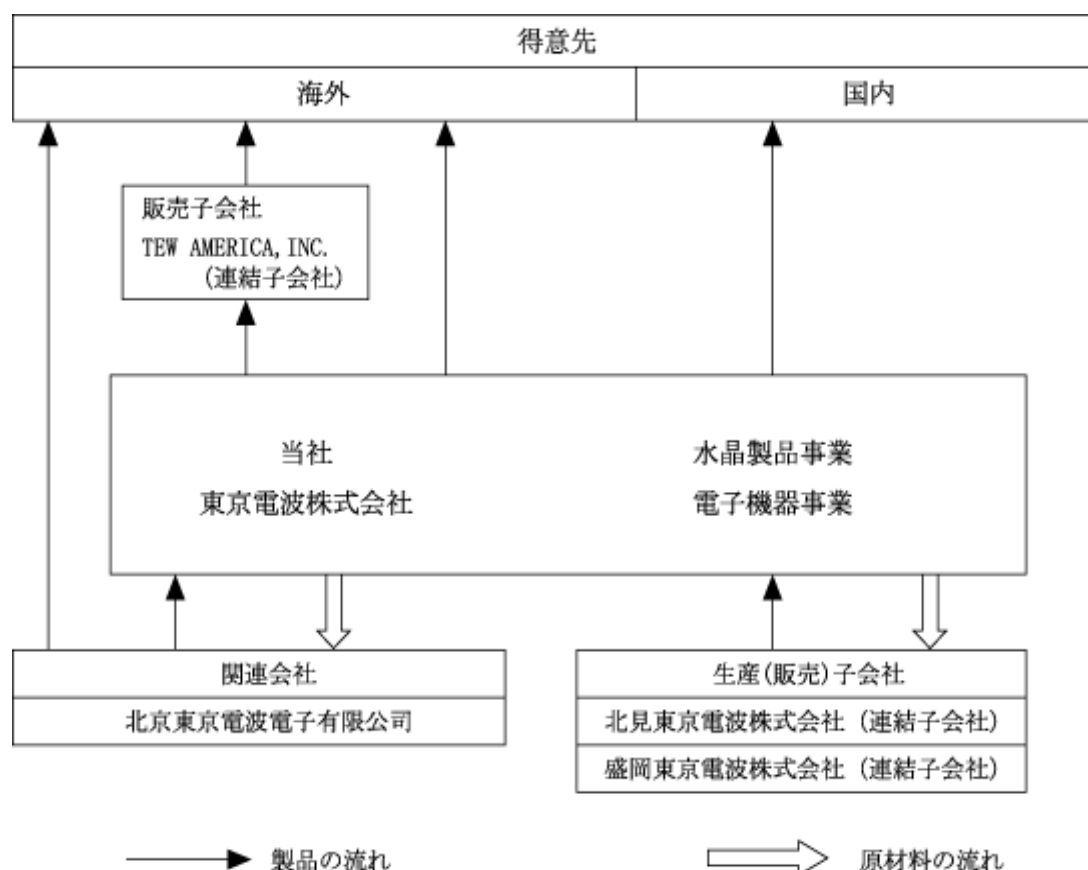 得意先
海外
国内
販売子会社
TEW AMERICA,INC.
(連結子会社)
当社
東京電波株式会社
水晶製品事業
電子機器事業
関連会社
北京東京電波電子有限公司
生産(販売)子会社
北見東京電波株式会社 (連結子会社)
盛岡東京電波株式会社 (連結子会社)
製品の流れ
原材料の流れ